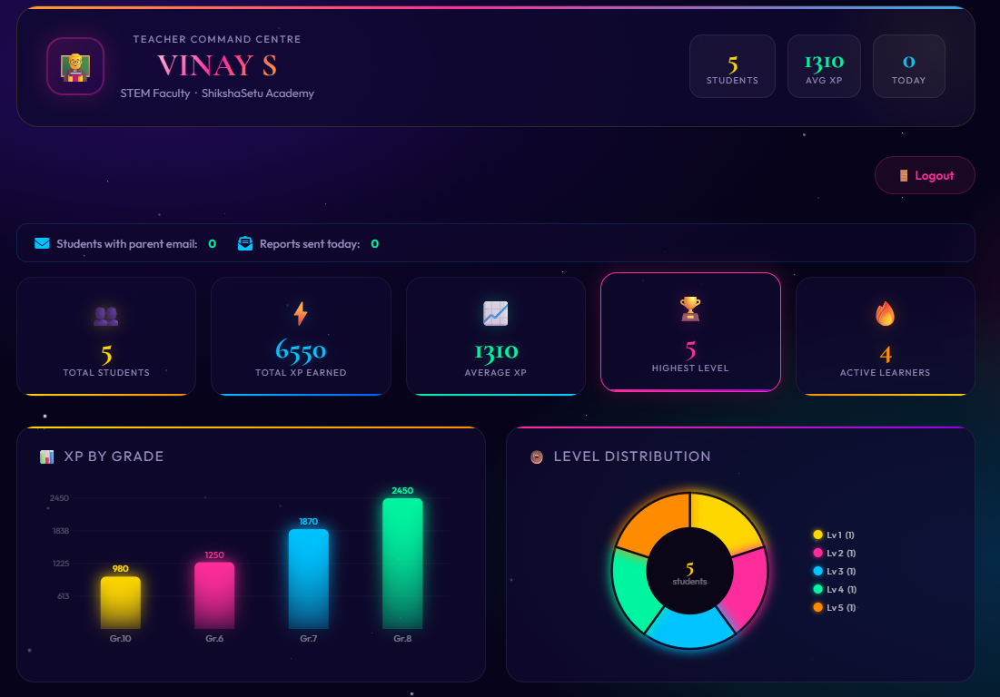 TEACHER COMMAND CENTRE
VINAY S
STEM Faculty · ShikshaSetu Academy
5
STUDENTS
1310
AVG XP
0
TODAY
Logout
Students with parent email: 0
Reports sent today: 0
5
TOTAL STUDENTS
6550
TOTAL XP EARNED
1310
AVERAGE XP
5
HIGHEST LEVEL
4
ACTIVE LEARNERS
XP BY GRADE
2450
1838
1225
613
980
1250
1870
2450
Gr.10
Gr.6
Gr.7
Gr.8
LEVEL DISTRIBUTION
5
students
Lv 1 (1)
Lv 2 (1)
Lv 3 (1)
Lv 4 (1)
Lv 5 (1)